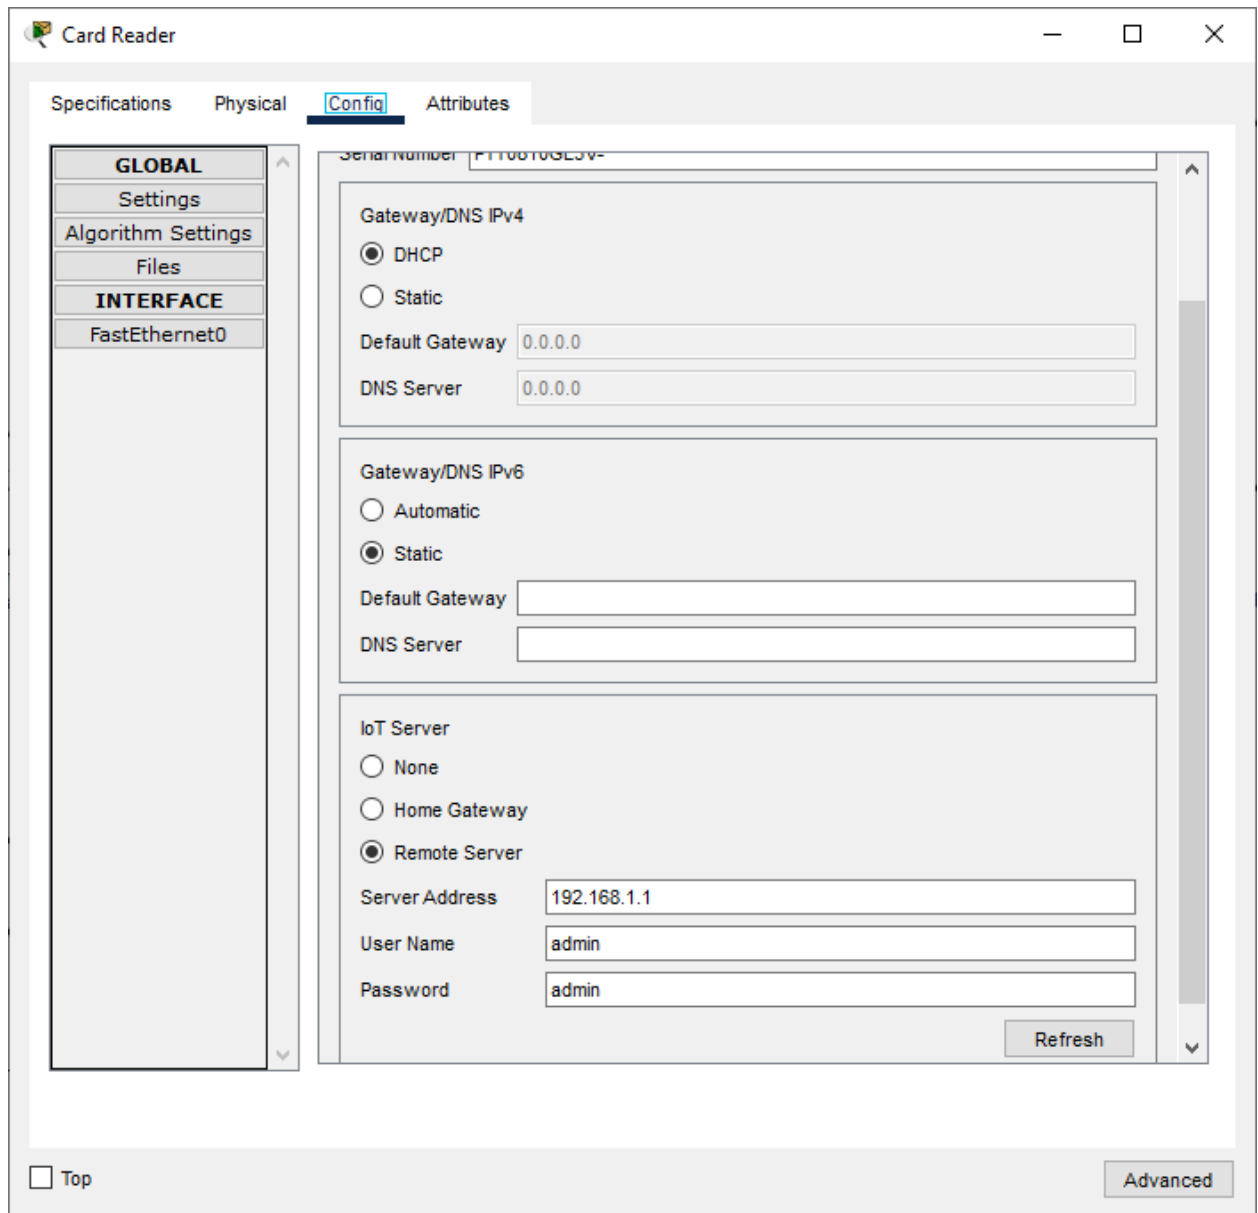 Card Reader
Specifications Physical Config Attributes
GLOBAL
Settings
Algorithm Settings
Files
INTERFACE
FastEthernet0
Serial Number
Gateway/DNS IPv4
DHCP
Static
Default Gateway 0.0.0.0
DNS Server 0.0.0.0
Gateway/DNS IPv6
Automatic
Static
Default Gateway
DNS Server
IoT Server
None
Home Gateway
Remote Server
Server Address 192.168.1.1
User Name admin
Password admin
Refresh
Top
Advanced